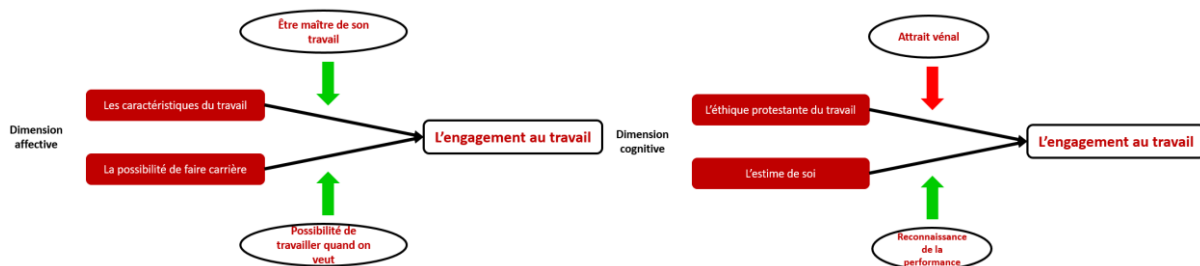 Être maître de son
travail
Les caractéristiques du travail
Dimension
affective
L'engagement au travail
La possibilité de faire carrière
Possibilité de
travailler quand on
veut
Attrait vénal
L'éthique protestante du travail
Dimension
cognitive
L'engagement au travail
L'estime de soi
Reconnaissance
de la
performance